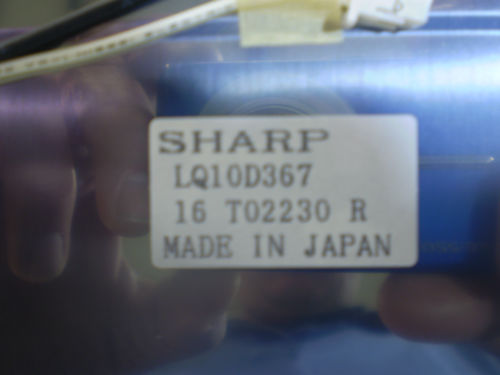 SHARP
LQ10D367
16 T02230 R
MADE IN JAPAN